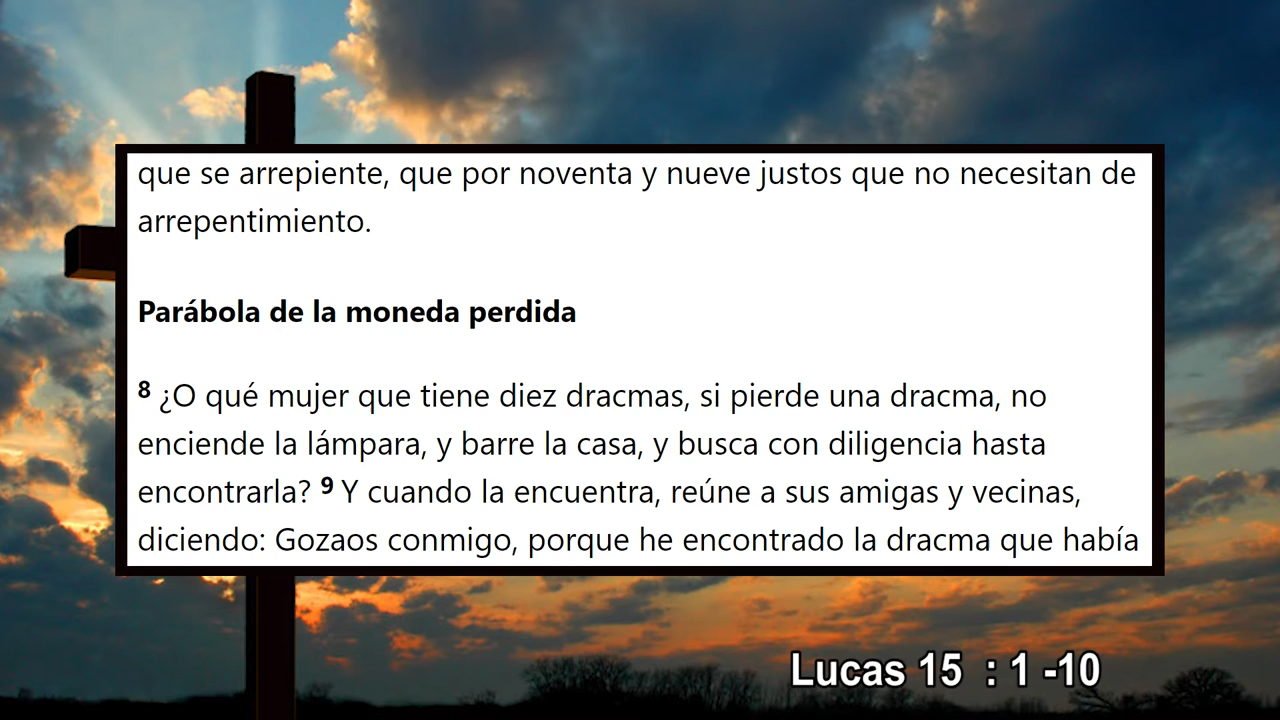 que se arrepiente, que por noventa y nueve justos que no necesitan de
arrepentimiento.
Parábola de la moneda perdida
8 ¿O qué mujer que tiene diez dracmas, si pierde una dracma, no
enciende la lámpara, y barre la casa, y busca con diligencia hasta
encontrarla? 9 Y cuando la encuentra, reúne a sus amigas y vecinas,
diciendo: Gozaos conmigo, porque he encontrado la dracma que había
Lucas 15 : 1 -10